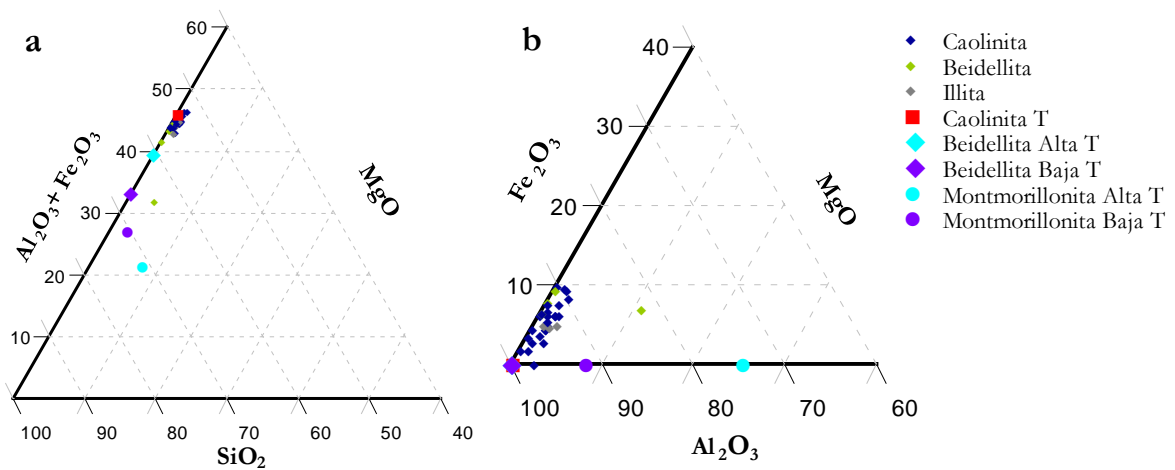 a
60
50
40
30
20
10
Al₂O₃+ Fe₂O₃
MgO
100 90 80 70 60 50 40
SiO₂
b
40
30
20
10
Fe₂O₃
MgO
100 90 80 70 60
Al₂O₃
Caolinita
Beidellita
Illita
Caolinita T
Beidellita Alta T
Beidellita Baja T
Montmorillonita Alta T
Montmorillonita Baja T